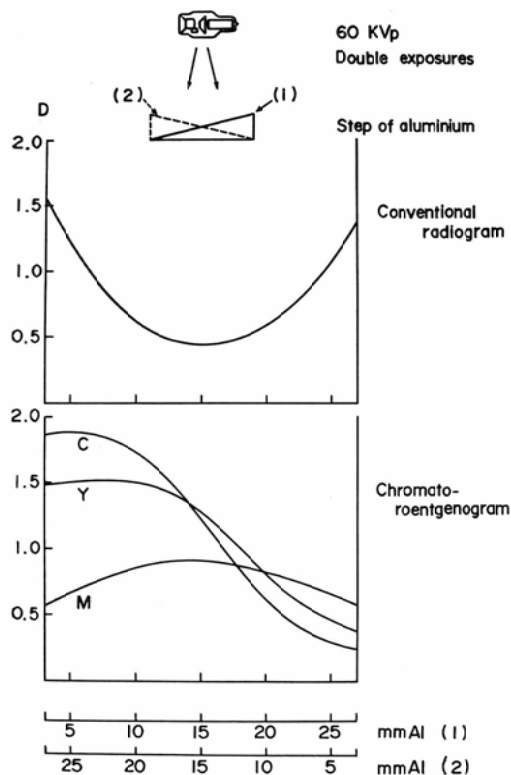 60 KVp
Double exposures
(2) (1)
D
Step of aluminium
2.0
1.5
Conventional
radiogram
1.0
0.5
2.0
C
1.5
Y
Chromato-
roentgenogram
1.0
M
0.5
5 10 15 20 25 mmAl (1)
25 20 15 10 5 mmAl (2)